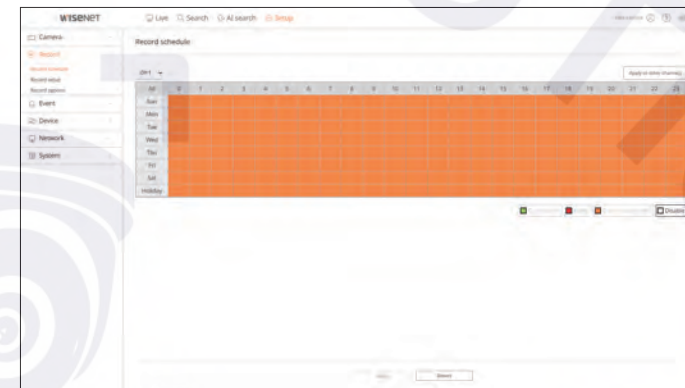 WISENET Live Search AI search Setup
Camera
Record schedule
Record
Record schedule
Record setup
Record option
Event
Device
Network
System
CH1 Apply to other channels
All 0 1 2 3 4 5 6 7 8 9 10 11 12 13 14 15 16 17 18 19 20 21 22 23
Sun
Mon
Tue
Wed
Thu
Fri
Sat
Holiday
Disable